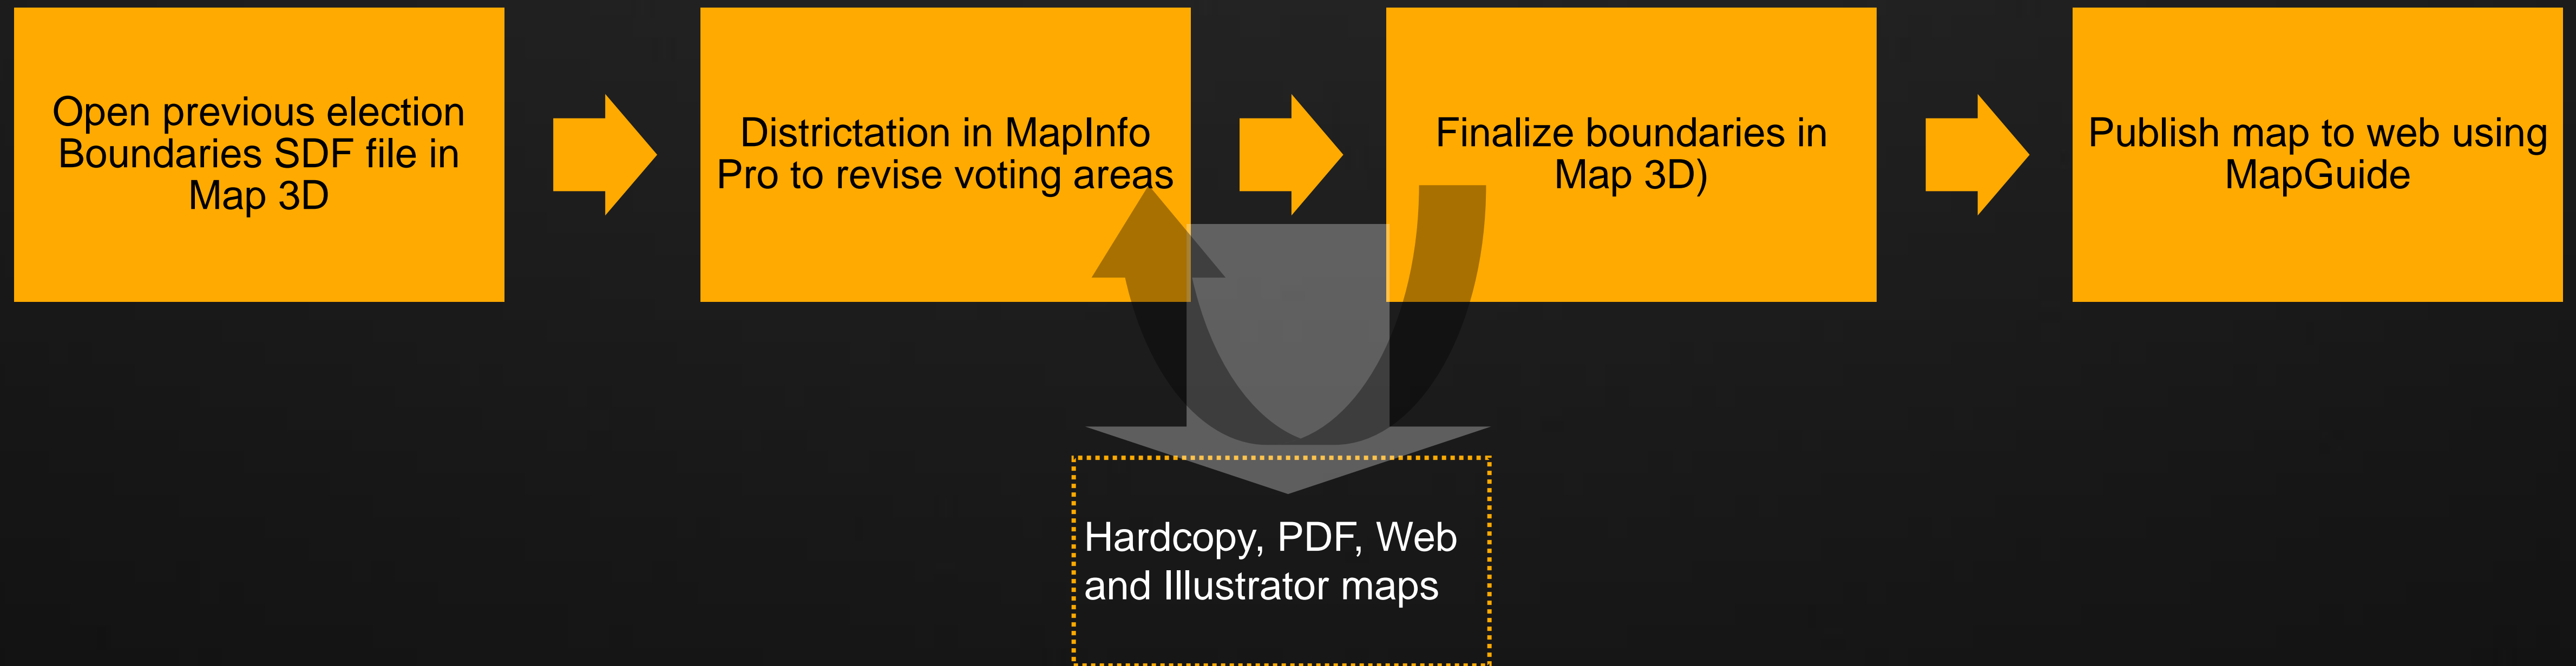 Open previous election
Boundaries SDF file in
Map 3D
Districtation in MapInfo
Pro to revise voting areas
Finalize boundaries in
Map 3D)
Publish map to web using
MapGuide
Hardcopy, PDF, Web
and Illustrator maps